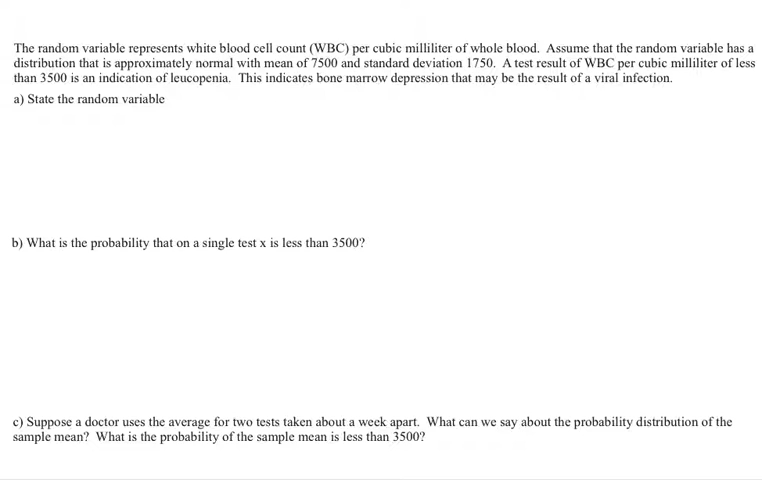 The random variable represents white blood cell count (WBC) per cubic milliliter of whole blood. Assume that the random variable has a
distribution that is approximately normal with mean of 7500 and standard deviation 1750. A test result of WBC per cubic milliliter of less
than 3500 is an indication of leucopenia. This indicates bone marrow depression that may be the result of a viral infection.
a) State the random variable
b) What is the probability that on a single test x is less than 3500?
c) Suppose a doctor uses the average for two tests taken about a week apart. What can we say about the probability distribution of the
sample mean? What is the probability of the sample mean is less than 3500?